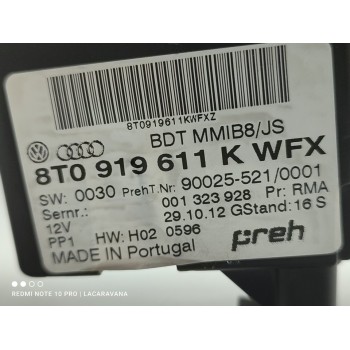 8T0919611KWFXZ
BDT MMIB8/JS
8T0 919 611 K WFX
SW: 0030 PrehT.Nr: 90025-521/0001
Sernr.: 001 323 928 Pr: RMA
12V 29.10.12 GStand: 16 S
PP1 HW: H02 0596
preh
MADE IN Portugal
REDMI NOTE 10 PRO | LACARAVANA